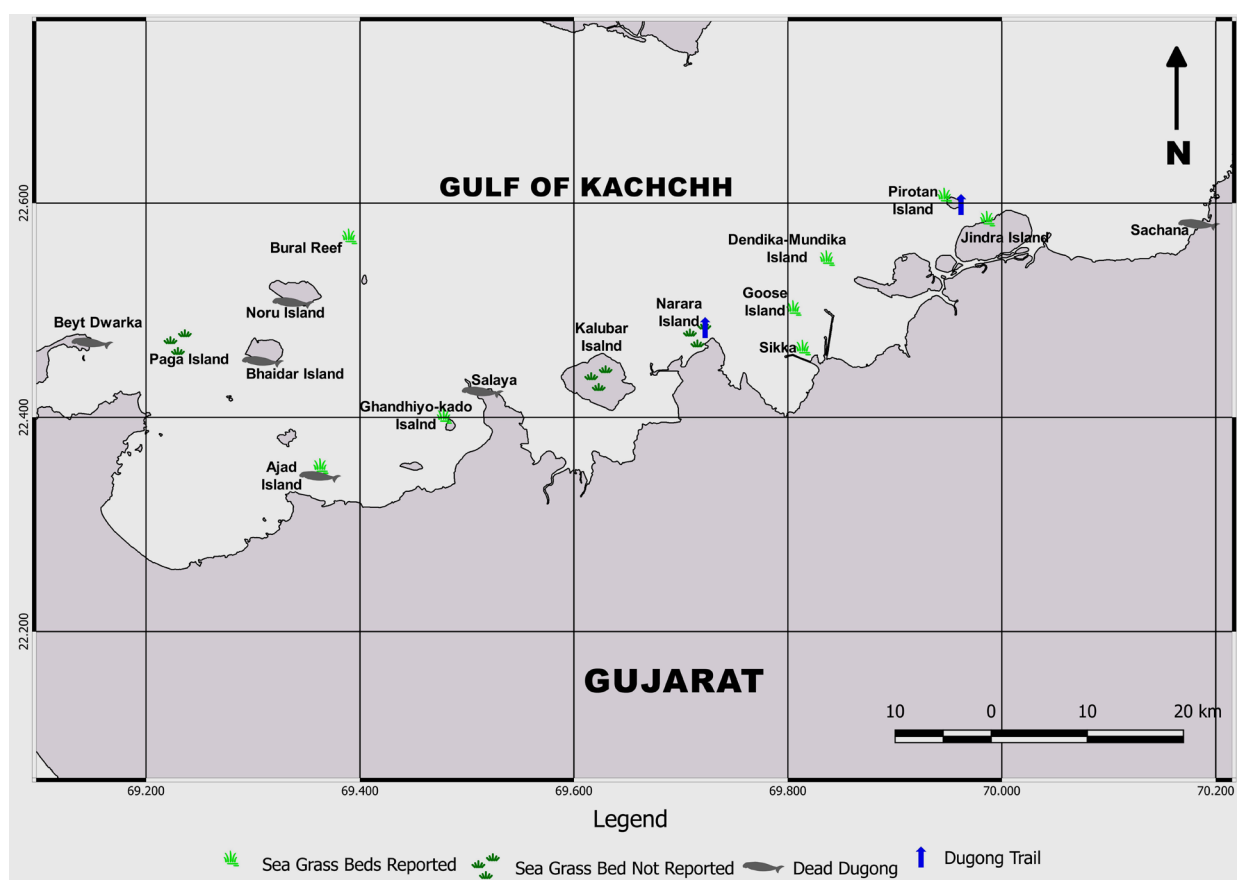 GULF OF KACHCHH
N
22.600
22.400
22.200
Pirotan
Island
Jindra Island
Sachana
Bural Reef
Dendika-Mundika
Island
Noru Island
Goose
Island
Narara
Island
Beyt Dwarka
Paga Island
Kalubar
Isalnd
Sikka
Bhaidar Island
Salaya
Ghandhiyo-kado
Isalnd
Ajad
Island
GUJARAT
10 0 10 20 km
69.200 69.400 69.600 69.800 70.000 70.200
Legend
Sea Grass Beds Reported Sea Grass Bed Not Reported Dead Dugong Dugong Trail